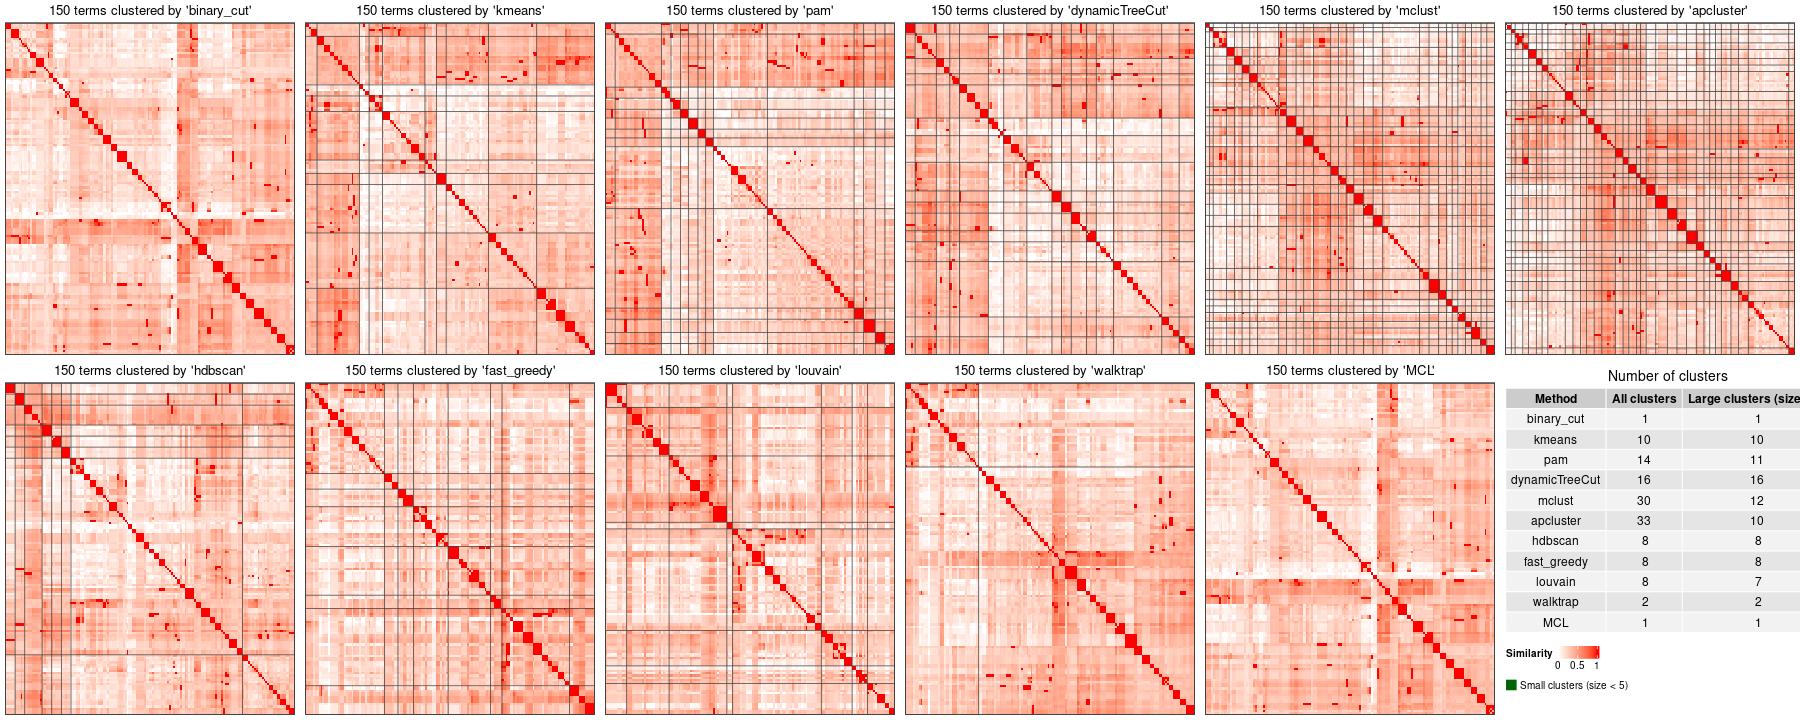 150 terms clustered by 'binary_cut'
150 terms clustered by 'kmeans'
150 terms clustered by 'pam'
150 terms clustered by 'dynamicTreeCut'
150 terms clustered by 'mclust'
150 terms clustered by 'apcluster'
150 terms clustered by 'hdbscan'
150 terms clustered by 'fast_greedy'
150 terms clustered by 'louvain'
150 terms clustered by 'walktrap'
150 terms clustered by 'MCL'
Number of clusters
Method All clusters Large clusters (size
binary_cut 1 1
kmeans 10 10
pam 14 11
dynamicTreeCut 16 16
mclust 30 12
apcluster 33 10
hdbscan 8 8
fast_greedy 8 8
louvain 8 7
walktrap 2 2
MCL 1 1
Similarity
0 0.5 1
Small clusters (size < 5)